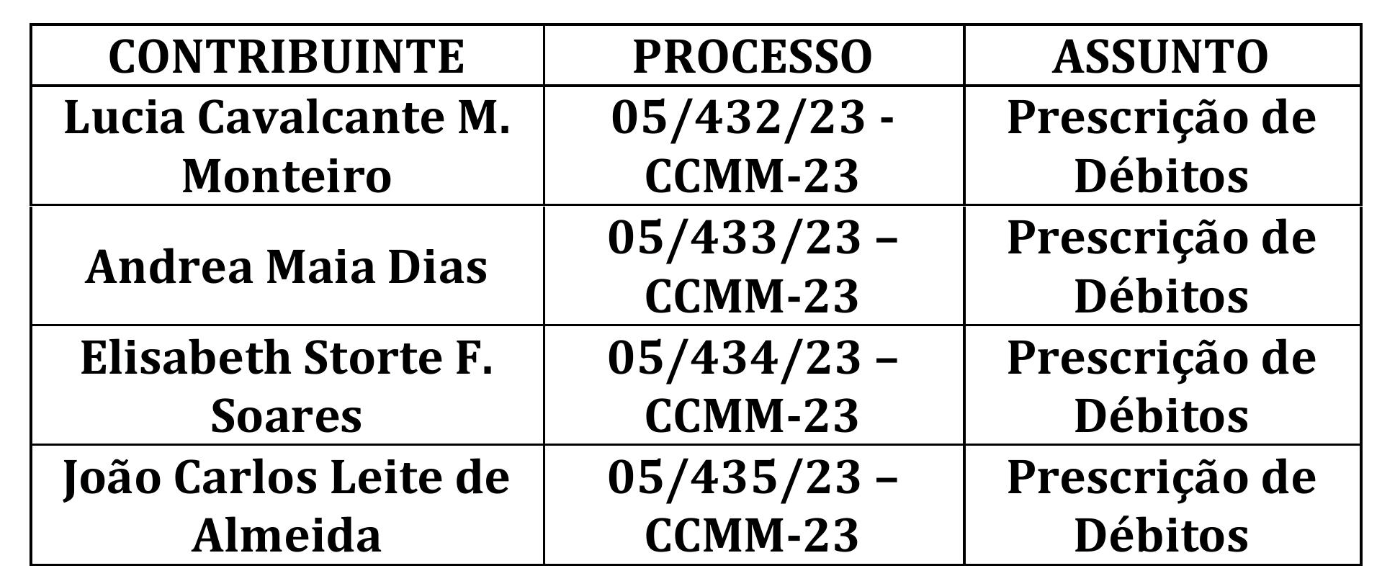 CONTRIBUINTE PROCESSO ASSUNTO
Lucia Cavalcante M. Monteiro 05/432/23 - CCMM-23 Prescrição de Débitos
Andrea Maia Dias 05/433/23 – CCMM-23 Prescrição de Débitos
Elisabeth Storte F. Soares 05/434/23 – CCMM-23 Prescrição de Débitos
João Carlos Leite de Almeida 05/435/23 – CCMM-23 Prescrição de Débitos